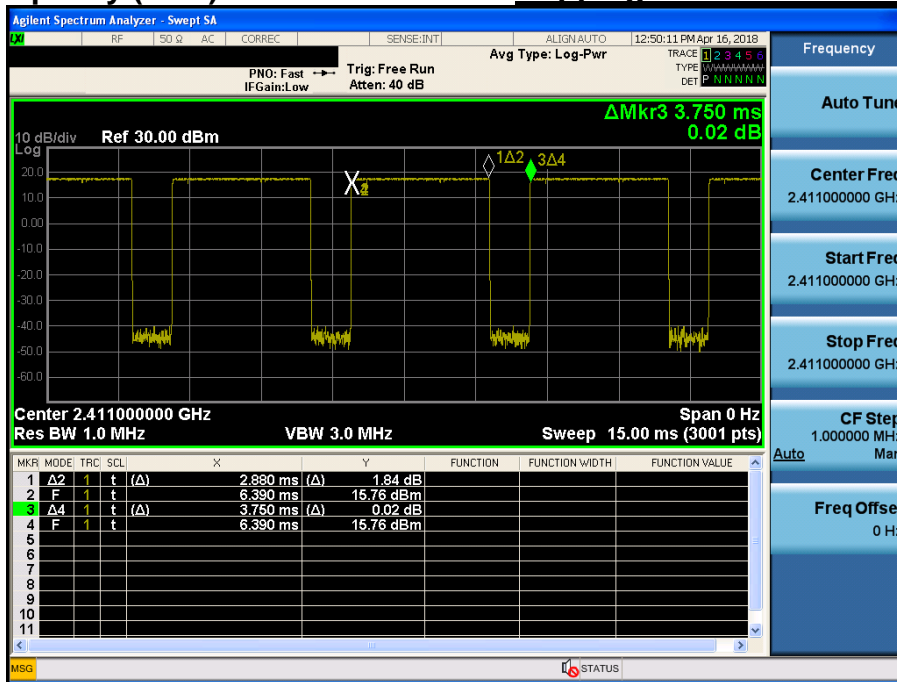 Agilent Spectrum Analyzer - Swept SA
LXI RF 50 Ω AC CORREC SENSE:INT ALIGN AUTO 12:50:11 PM Apr 16, 2018
Avg Type: Log-Pwr
TRACE 1 2 3 4 5 6
TYPE
DET P N N N N N
PNO: Fast Trig: Free Run
IFGain:Low Atten: 40 dB
ΔMkr3 3.750 ms
0.02 dB
10 dB/div Ref 30.00 dBm
Log
1Δ2 3Δ4
20.0
10.0
0.00
-10.0
-20.0
-30.0
-40.0
-50.0
-60.0
Center 2.411000000 GHz Span 0 Hz
Res BW 1.0 MHz VBW 3.0 MHz Sweep 15.00 ms (3001 pts)
MKR MODE TRC SCL X Y FUNCTION FUNCTION WIDTH FUNCTION VALUE
1 Δ2 1 t (Δ) 2.880 ms (Δ) 1.84 dB
2 F 1 t 6.390 ms 15.76 dBm
3 Δ4 1 t (Δ) 3.750 ms (Δ) 0.02 dB
4 F 1 t 6.390 ms 15.76 dBm
5
6
7
8
9
10
11
MSG STATUS
Frequency
Auto Tune
Center Freq
2.411000000 GHz
Start Freq
2.411000000 GHz
Stop Freq
2.411000000 GHz
CF Step
1.000000 MHz
Auto Man
Freq Offset
0 Hz